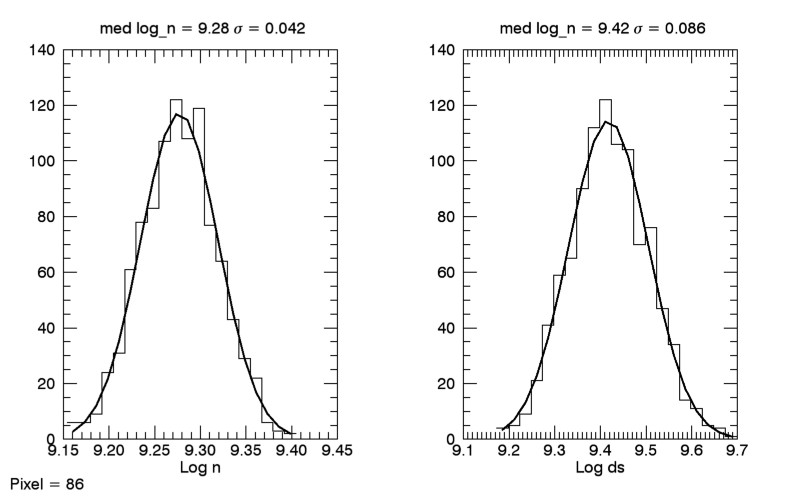 med log_n = 9.28 σ = 0.042
140
120
100
80
60
40
20
0
9.15 9.20 9.25 9.30 9.35 9.40 9.45
Log n
med log_n = 9.42 σ = 0.086
140
120
100
80
60
40
20
0
9.1 9.2 9.3 9.4 9.5 9.6 9.7
Log ds
Pixel = 86